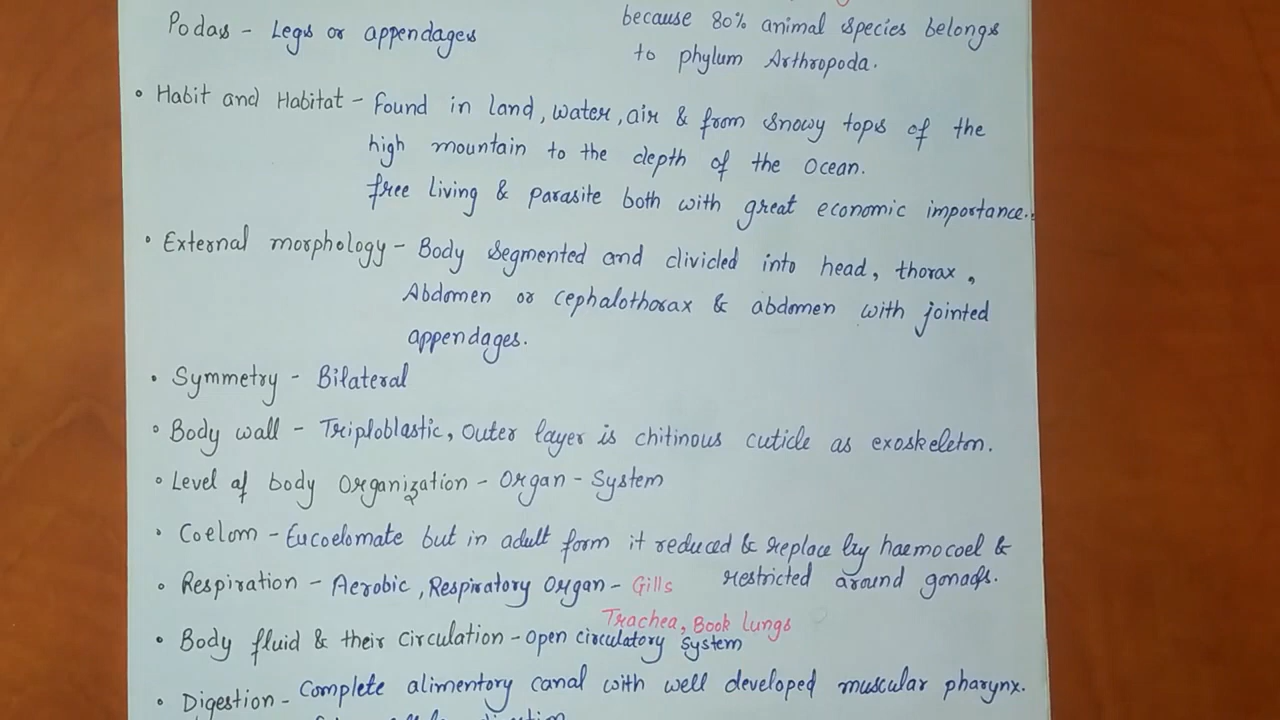 Podas - Legs or appendages
because 80% animal species belongs
to phylum Arthropoda.
• Habit and Habitat - Found in land, water, air & from snowy tops of the
high mountain to the depth of the Ocean.
free living & parasite both with great economic importance.
• External morphology - Body segmented and divided into head, thorax,
Abdomen or cephalothorax & abdomen with jointed
appendages.
• Symmetry - Bilateral
• Body wall - Triploblastic, outer layer is chitinous cuticle as exoskeleton.
• Level of body organization - Organ - System
• Coelom - Eucoelomate but in adult form it reduced & replace by haemocoel &
restricted around gonads.
• Respiration - Aerobic, Respiratory Organ - Gills
Trachea, Book lungs
• Body fluid & their circulation - Open circulatory system
• Digestion - Complete alimentory canal with well developed muscular pharynx.